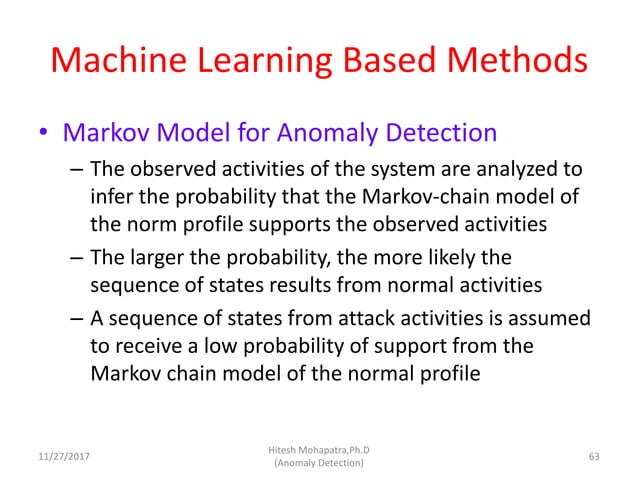 Machine Learning Based Methods
• Markov Model for Anomaly Detection
– The observed activities of the system are analyzed to
infer the probability that the Markov-chain model of
the norm profile supports the observed activities
– The larger the probability, the more likely the
sequence of states results from normal activities
– A sequence of states from attack activities is assumed
to receive a low probability of support from the
Markov chain model of the normal profile
11/27/2017
Hitesh Mohapatra,Ph.D
(Anomaly Detection)
63